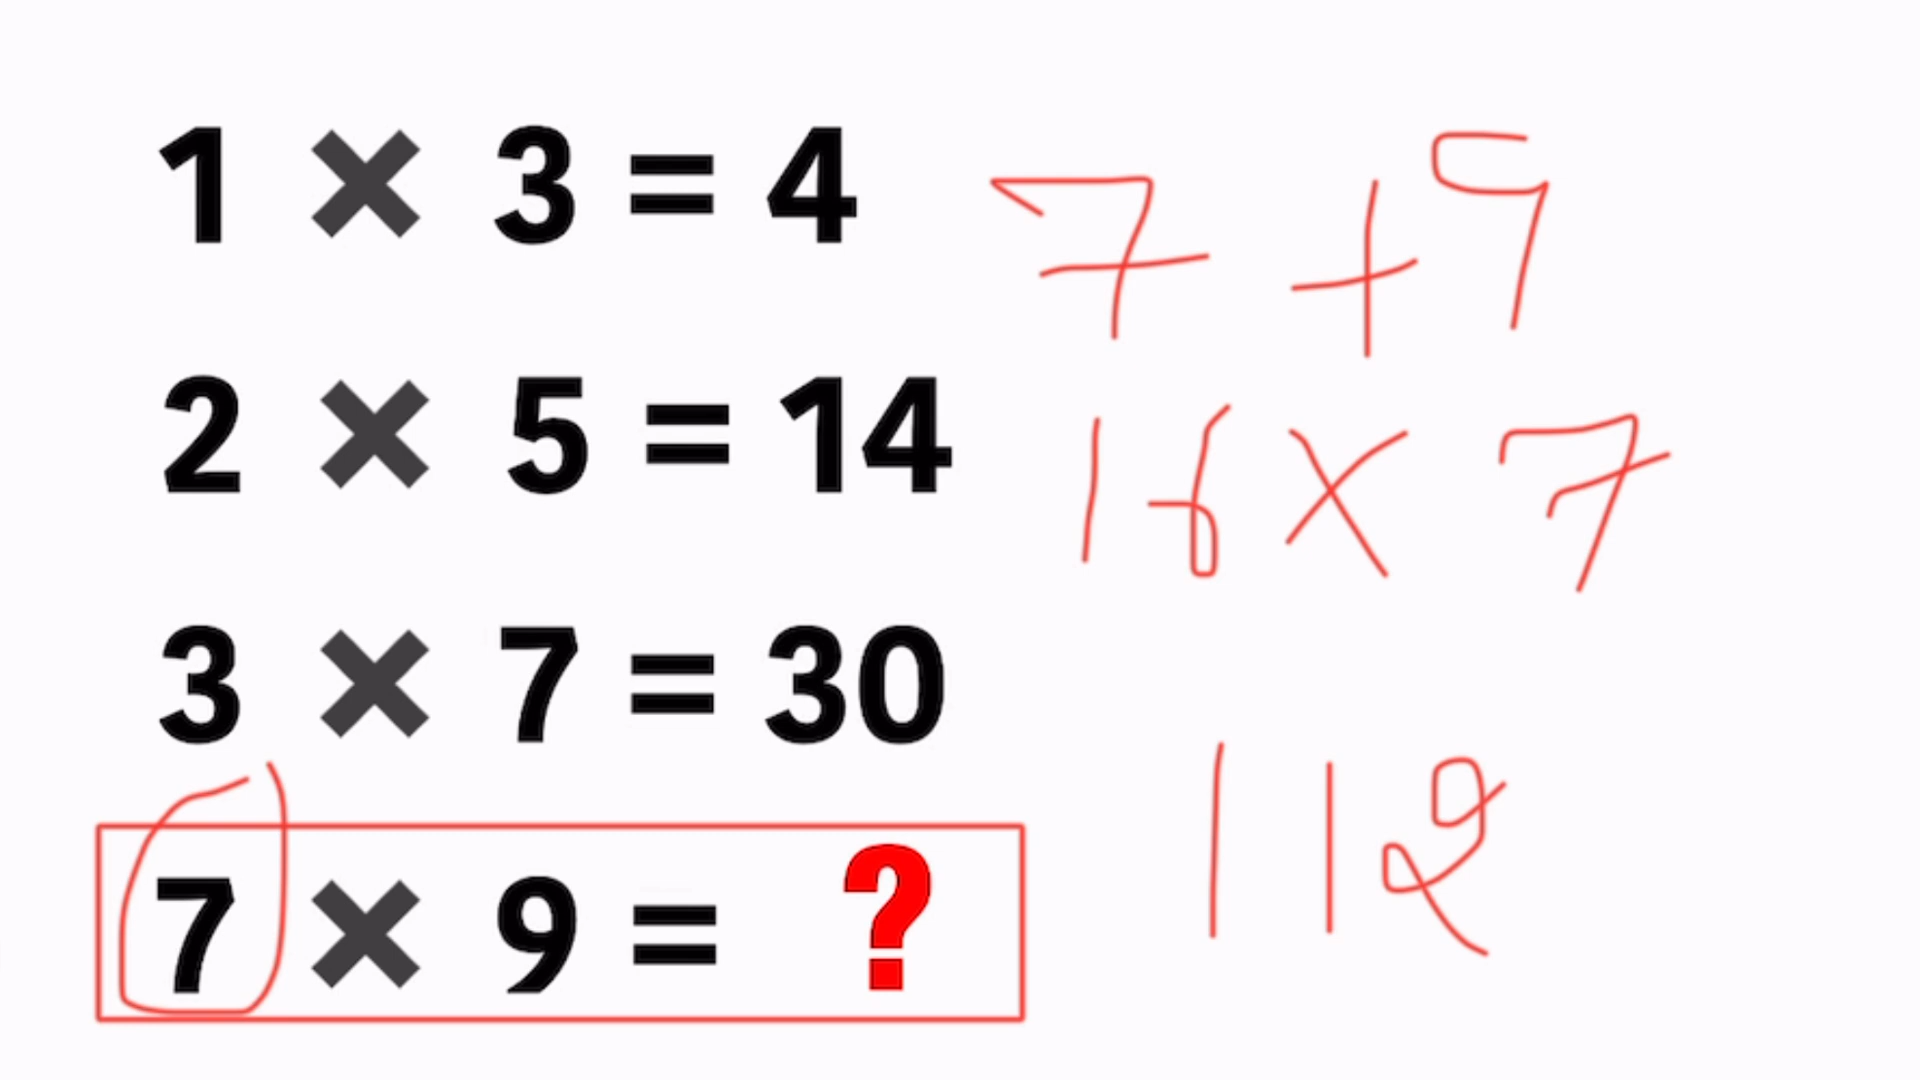 1 × 3 = 4
2 × 5 = 14
3 × 7 = 30
7 × 9 = ?
7 + 9
16 × 7
112